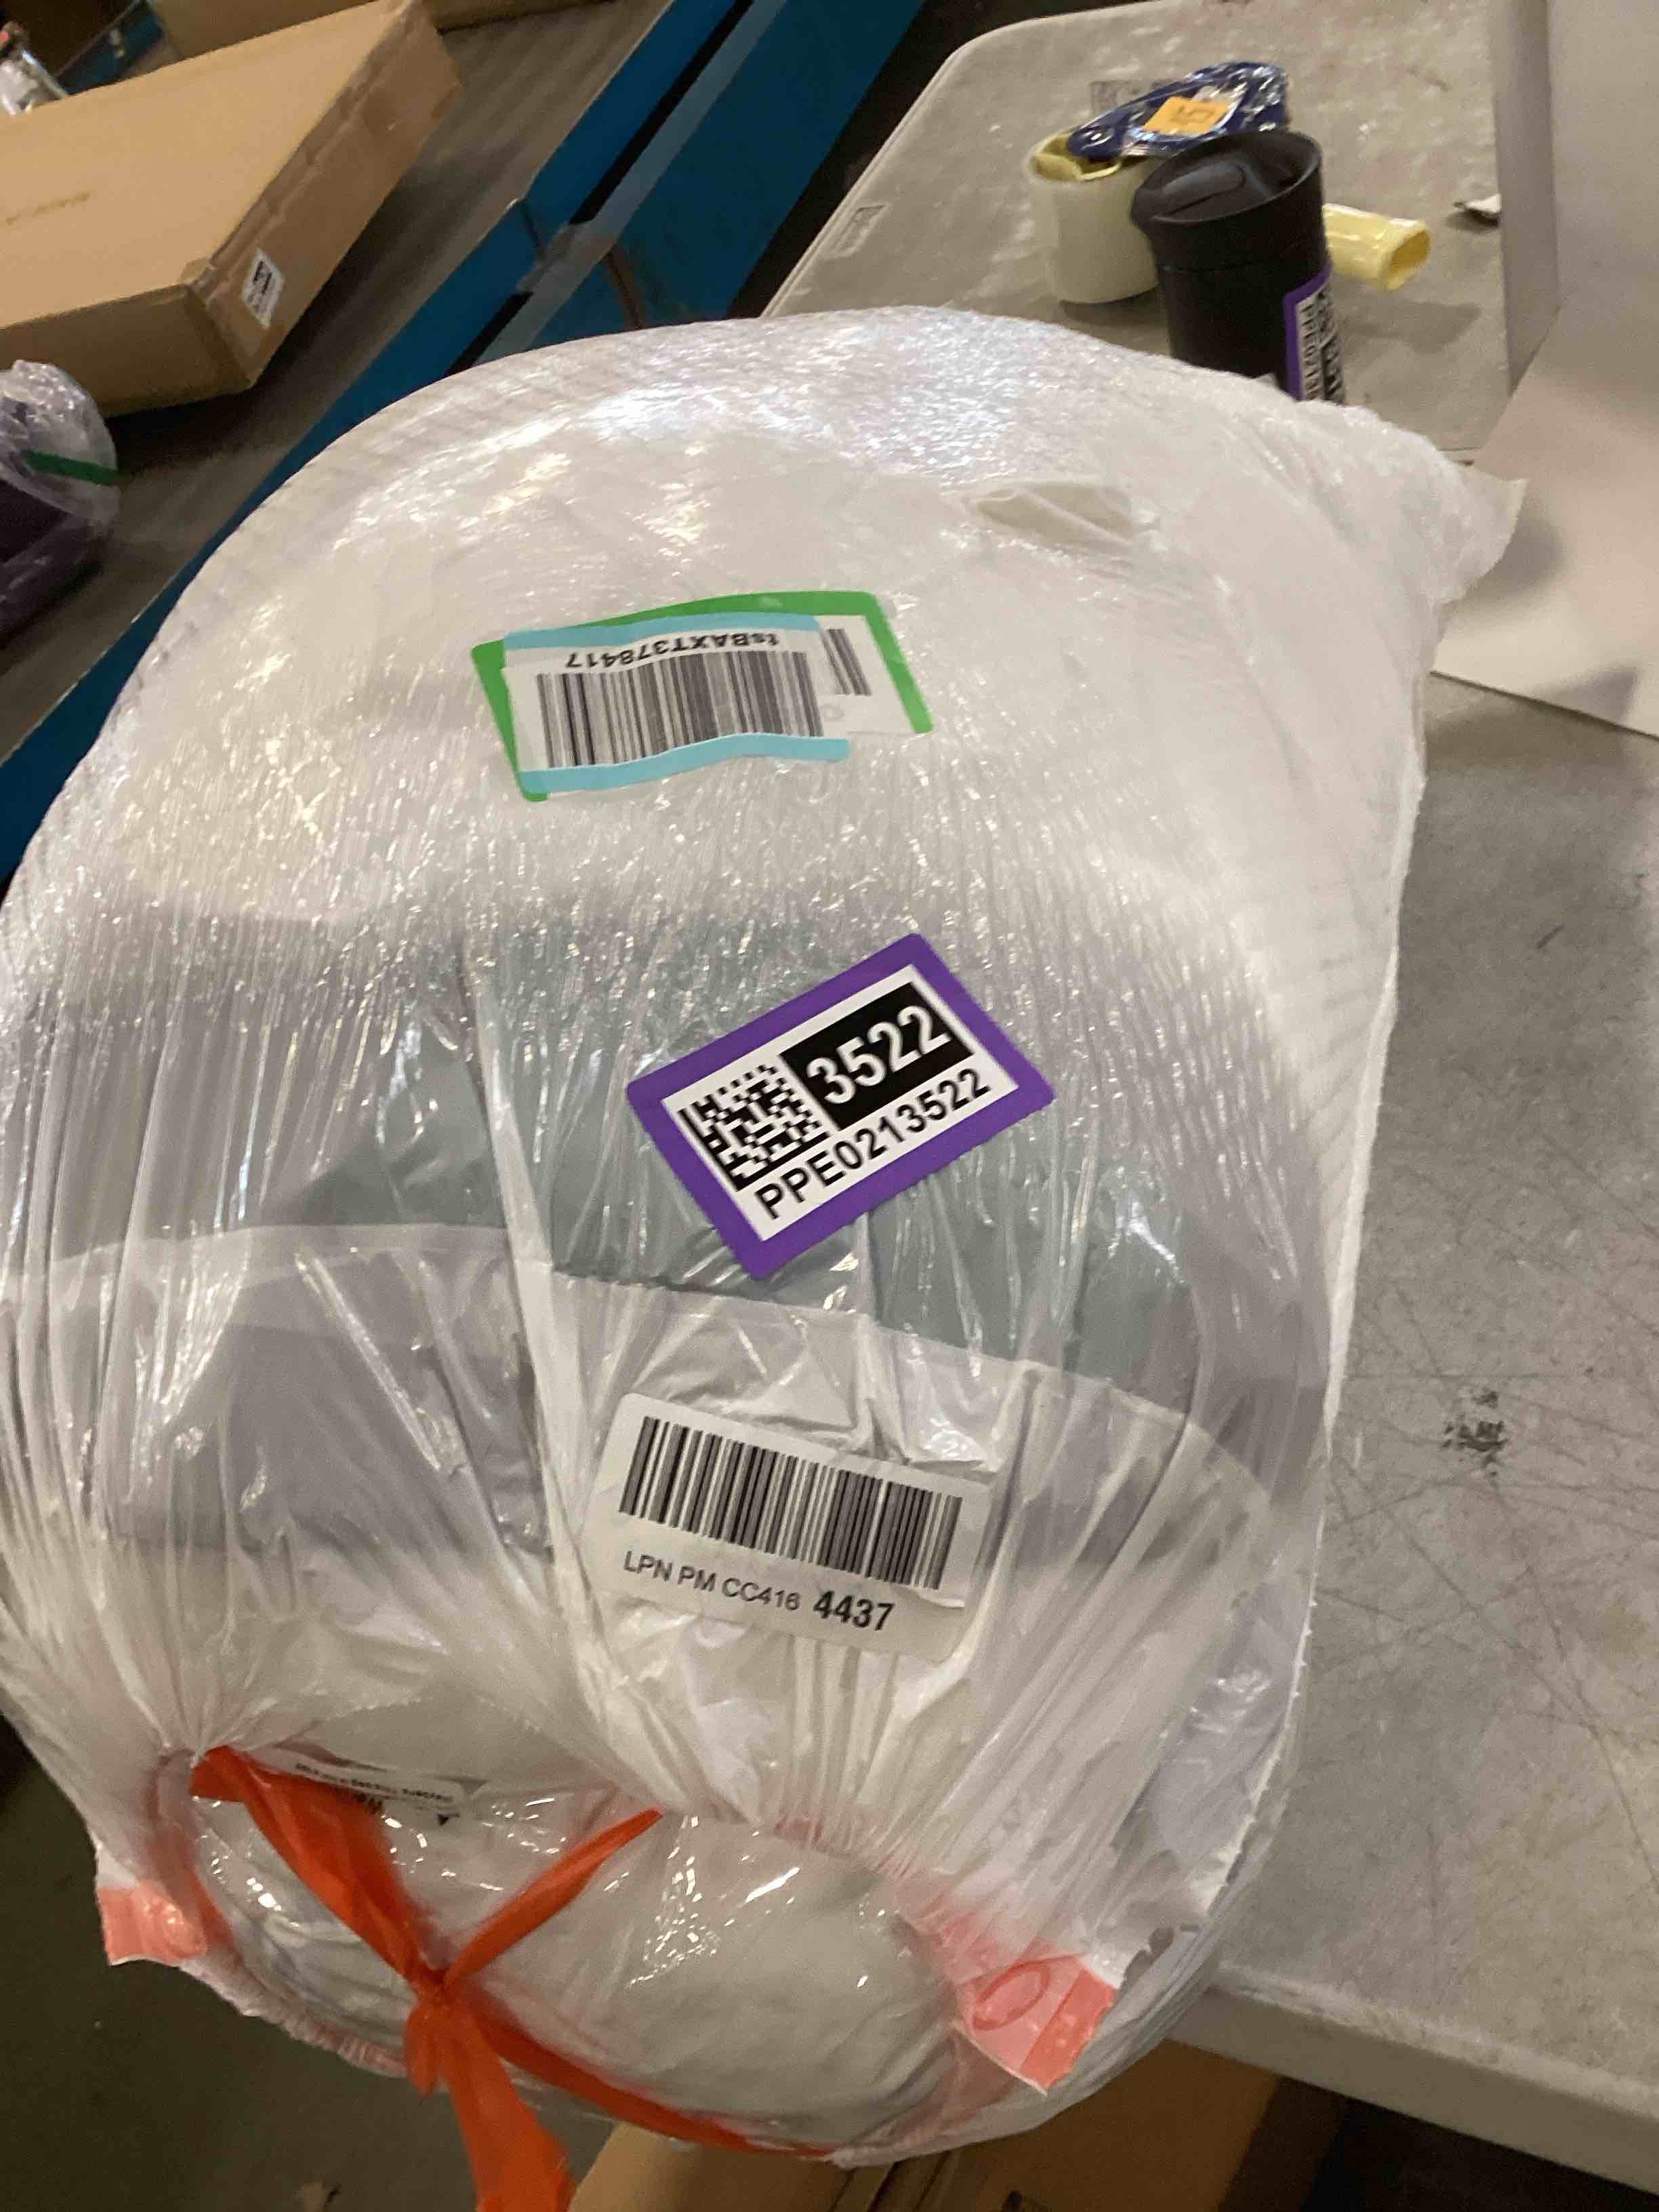 tsBAXT378417
3522
PPE0213522
LPN PM CC416 4437